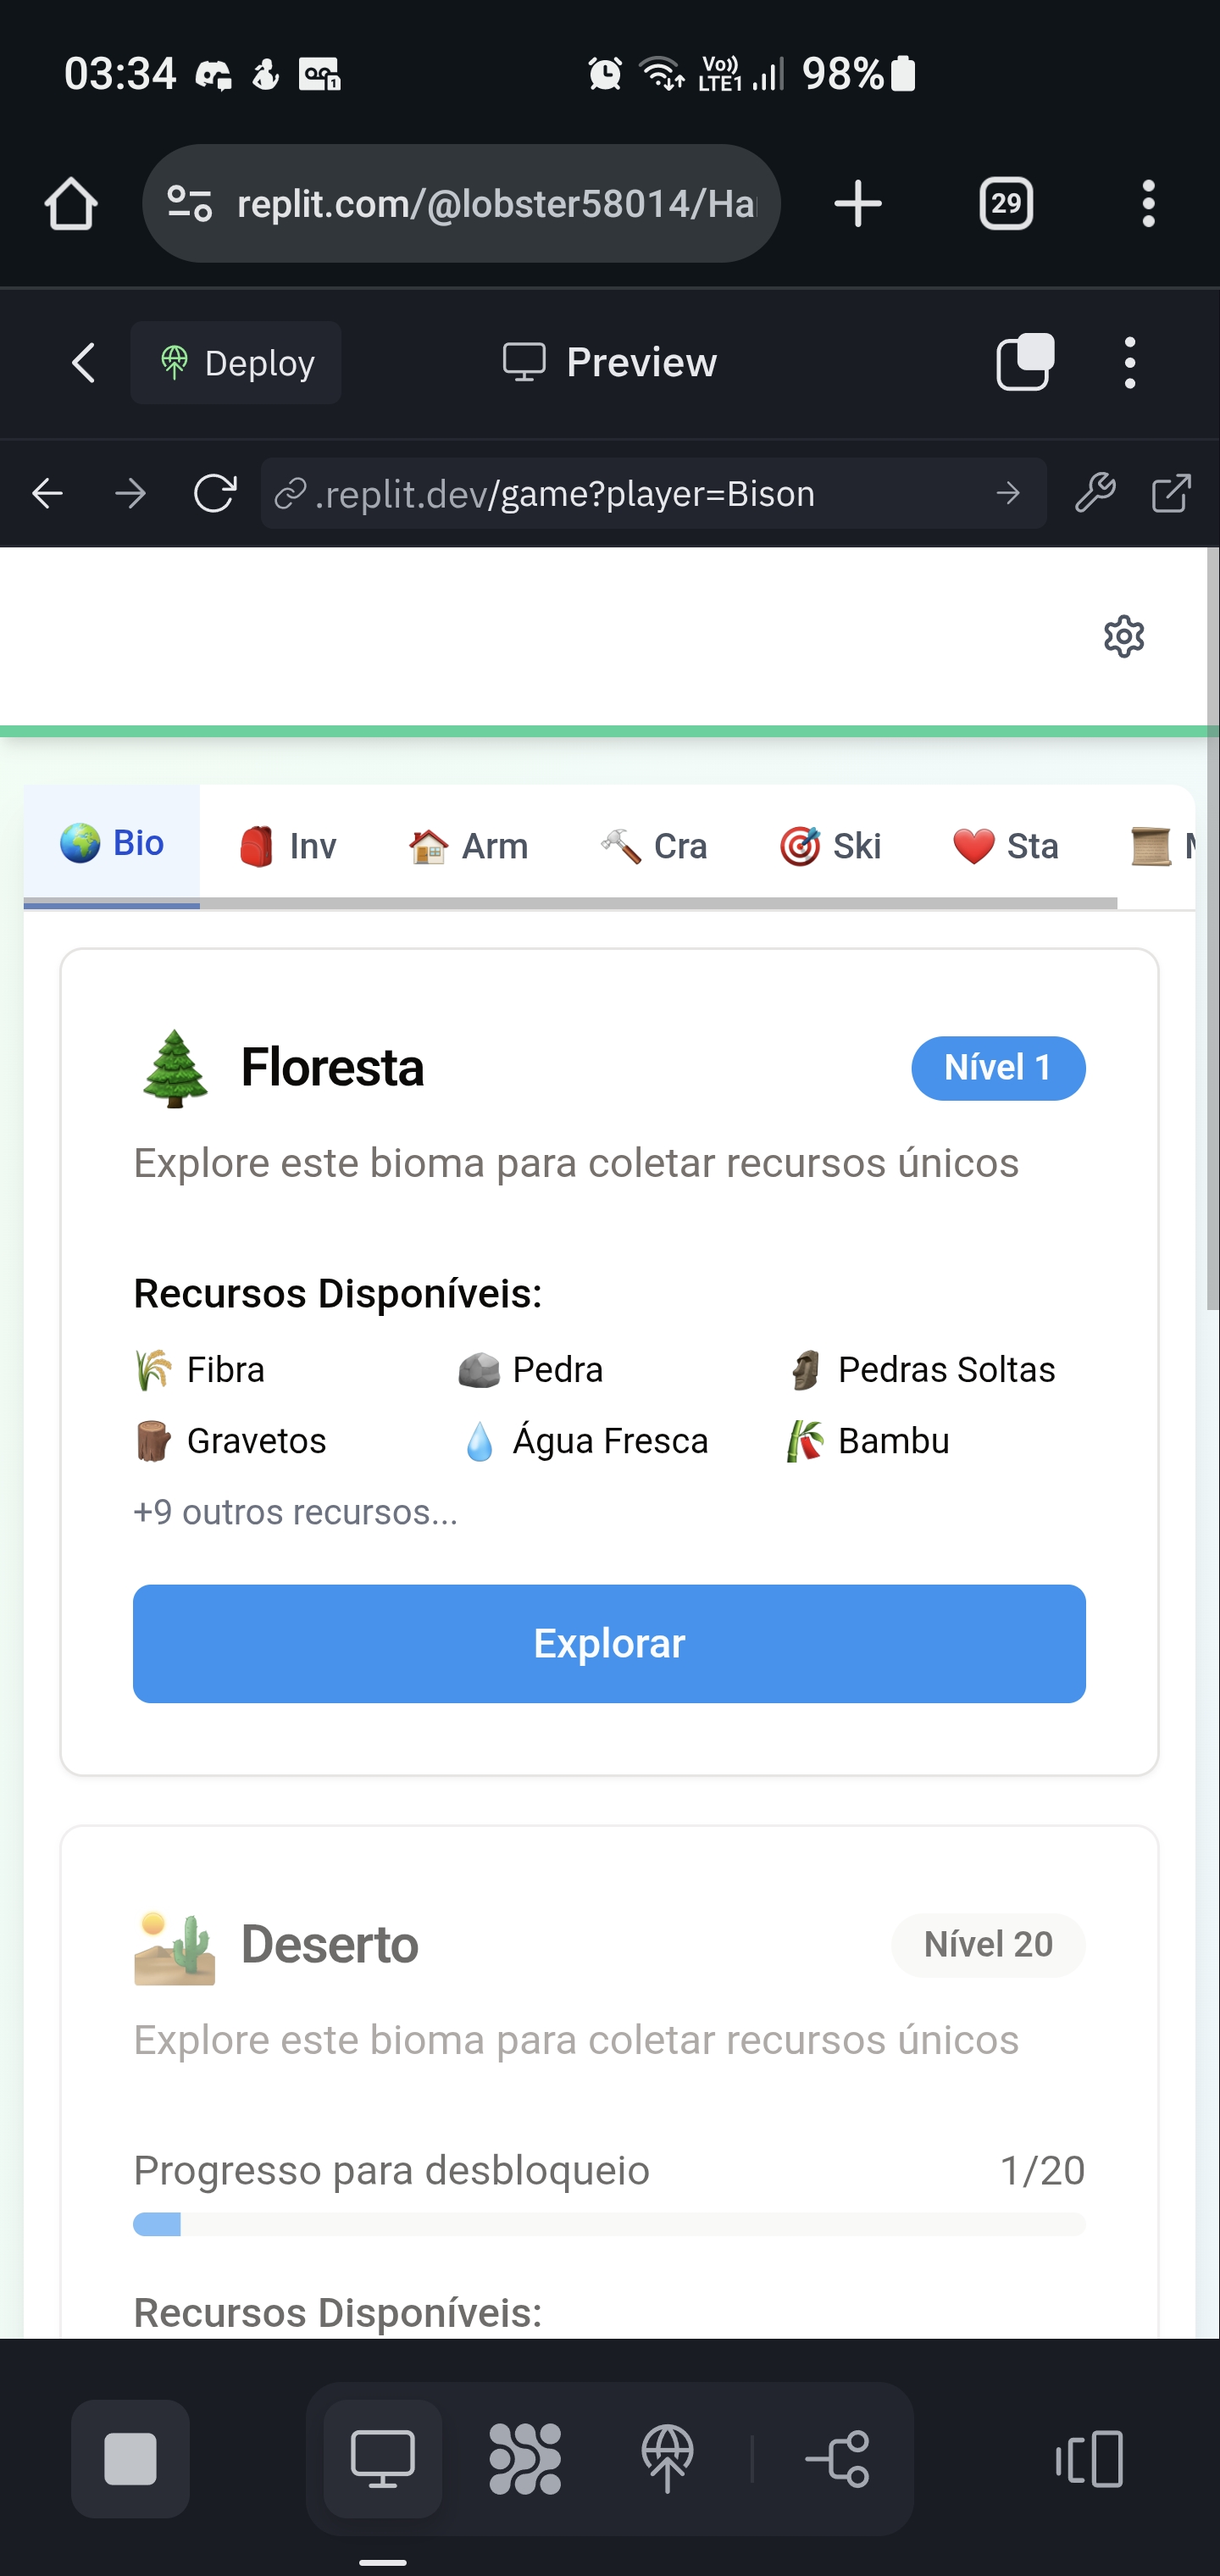 03:34
Vo))
LTE1
98%
replit.com/@lobster58014/Ha
29
Deploy
Preview
.replit.dev/game?player=Bison
Bio
Inv
Arm
Cra
Ski
Sta
Floresta
Nível 1
Explore este bioma para coletar recursos únicos
Recursos Disponíveis:
Fibra
Pedra
Pedras Soltas
Gravetos
Água Fresca
Bambu
+9 outros recursos...
Explorar
Deserto
Nível 20
Explore este bioma para coletar recursos únicos
Progresso para desbloqueio
1/20
Recursos Disponíveis: